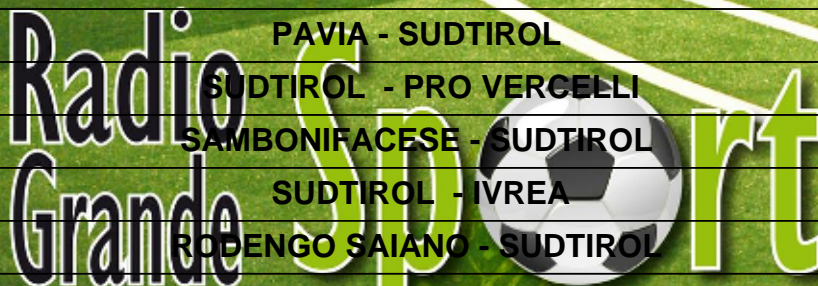 Radio
Grande
Sport
PAVIA - SUDTIROL
SUDTIROL - PRO VERCELLI
SAMBONIFACESE - SUDTIROL
SUDTIROL - IVREA
RODENGO SAIANO - SUDTIROL